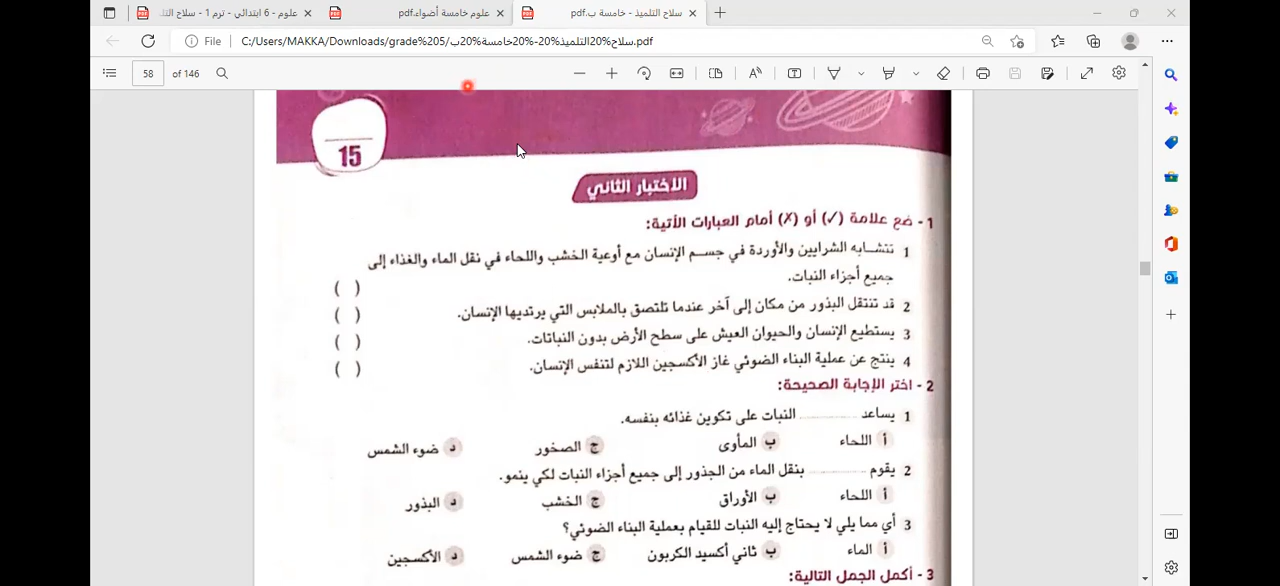 علوم - 6 ابتدائي - ترم 1 - سلاح التلـ
علوم خامسة أضواء.pdf
سلاح التلميذ - خامسة ب.pdf
File
C:/Users/MAKKA/Downloads/grade%205/سلاح%20التلميذ%20-%20خامسة%20ب.pdf
58 of 146
15
الاختبار الثاني
1 - ضع علامة (✓) أو (✗) أمام العبارات الآتية:
1 تتشابه الشرايين والأوردة في جسم الإنسان مع أوعية الخشب واللحاء في نقل الماء والغذاء إلى
جميع أجزاء النبات. ( )
2 قد تنتقل البذور من مكان إلى آخر عندما تلتصق بالملابس التي يرتديها الإنسان. ( )
3 يستطيع الإنسان والحيوان العيش على سطح الأرض بدون النباتات. ( )
4 ينتج عن عملية البناء الضوئي غاز الأكسجين اللازم لتنفس الإنسان. ( )
2 - اختر الإجابة الصحيحة:
1 يساعد ............ النبات على تكوين غذائه بنفسه.
أ اللحاء ب المأوى ج الصخور د ضوء الشمس
2 يقوم ............ بنقل الماء من الجذور إلى جميع أجزاء النبات لكي ينمو.
أ اللحاء ب الأوراق ج الخشب د البذور
3 أي مما يلي لا يحتاج إليه النبات للقيام بعملية البناء الضوئي؟
أ الماء ب ثاني أكسيد الكربون ج ضوء الشمس د الأكسجين
3 - أكمل الجمل التالية: